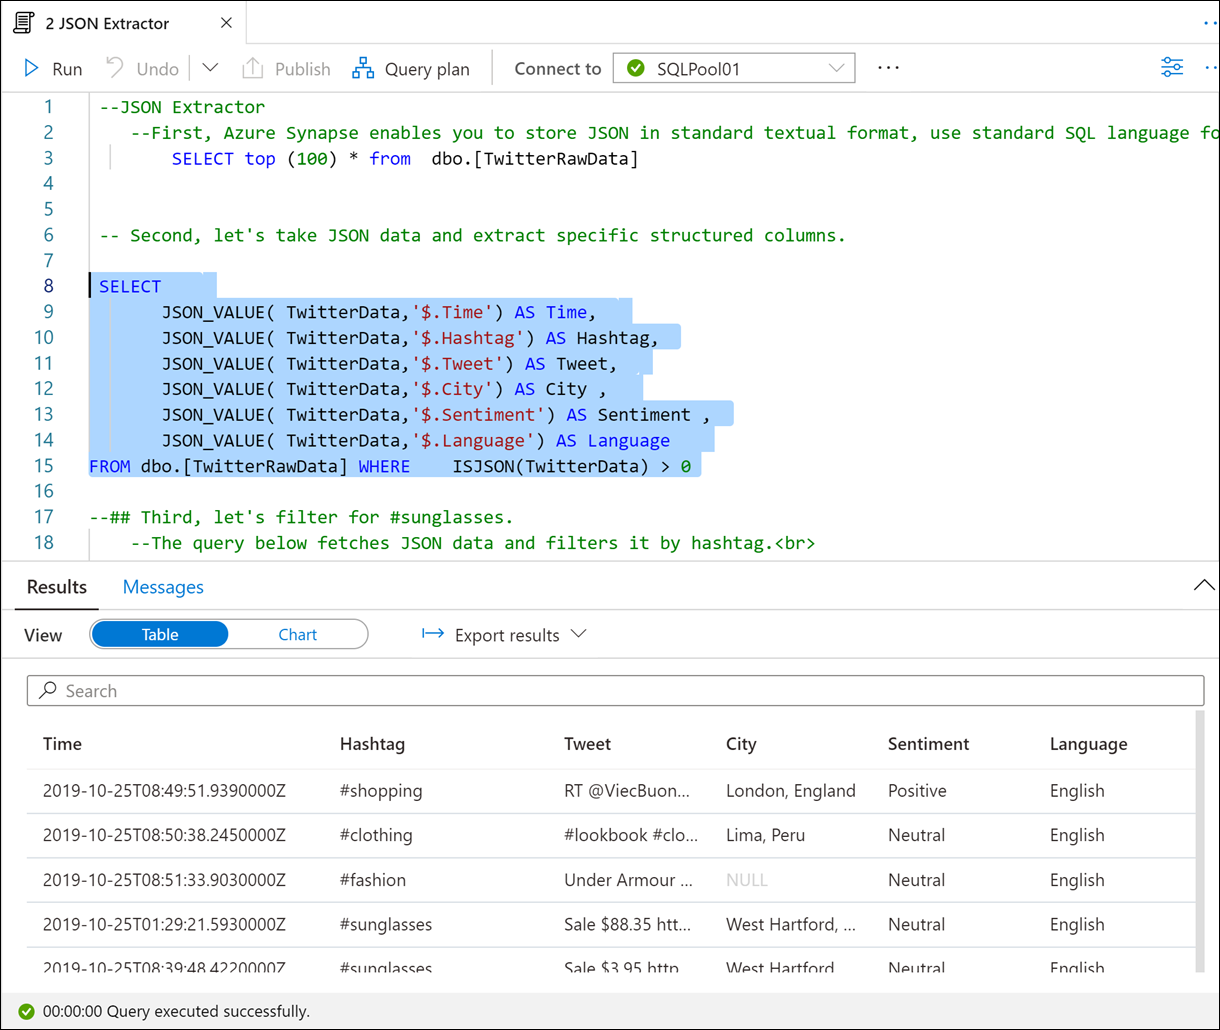 2 JSON Extractor
Run Undo Publish Query plan Connect to SQLPool01
1 --JSON Extractor
2 --First, Azure Synapse enables you to store JSON in standard textual format, use standard SQL language fo
3 SELECT top (100) * from dbo.[TwitterRawData]
4
5
6 -- Second, let's take JSON data and extract specific structured columns.
7
8 SELECT
9 JSON_VALUE( TwitterData,'$.Time') AS Time,
10 JSON_VALUE( TwitterData,'$.Hashtag') AS Hashtag,
11 JSON_VALUE( TwitterData,'$.Tweet') AS Tweet,
12 JSON_VALUE( TwitterData,'$.City') AS City ,
13 JSON_VALUE( TwitterData,'$.Sentiment') AS Sentiment ,
14 JSON_VALUE( TwitterData,'$.Language') AS Language
15 FROM dbo.[TwitterRawData] WHERE ISJSON(TwitterData) > 0
16
17 --## Third, let's filter for #sunglasses.
18 --The query below fetches JSON data and filters it by hashtag.<br>
Results Messages
View Table Chart Export results
Search
Time Hashtag Tweet City Sentiment Language
2019-10-25T08:49:51.9390000Z #shopping RT @ViecBuon... London, England Positive English
2019-10-25T08:50:38.2450000Z #clothing #lookbook #clo... Lima, Peru Neutral English
2019-10-25T08:51:33.9030000Z #fashion Under Armour ... NULL Neutral English
2019-10-25T01:29:21.5930000Z #sunglasses Sale $88.35 htt... West Hartford, ... Neutral English
2019-10-25T08:39:48.4220000Z #sunglasses Sale $3.95 http West Hartford Neutral English
00:00:00 Query executed successfully.